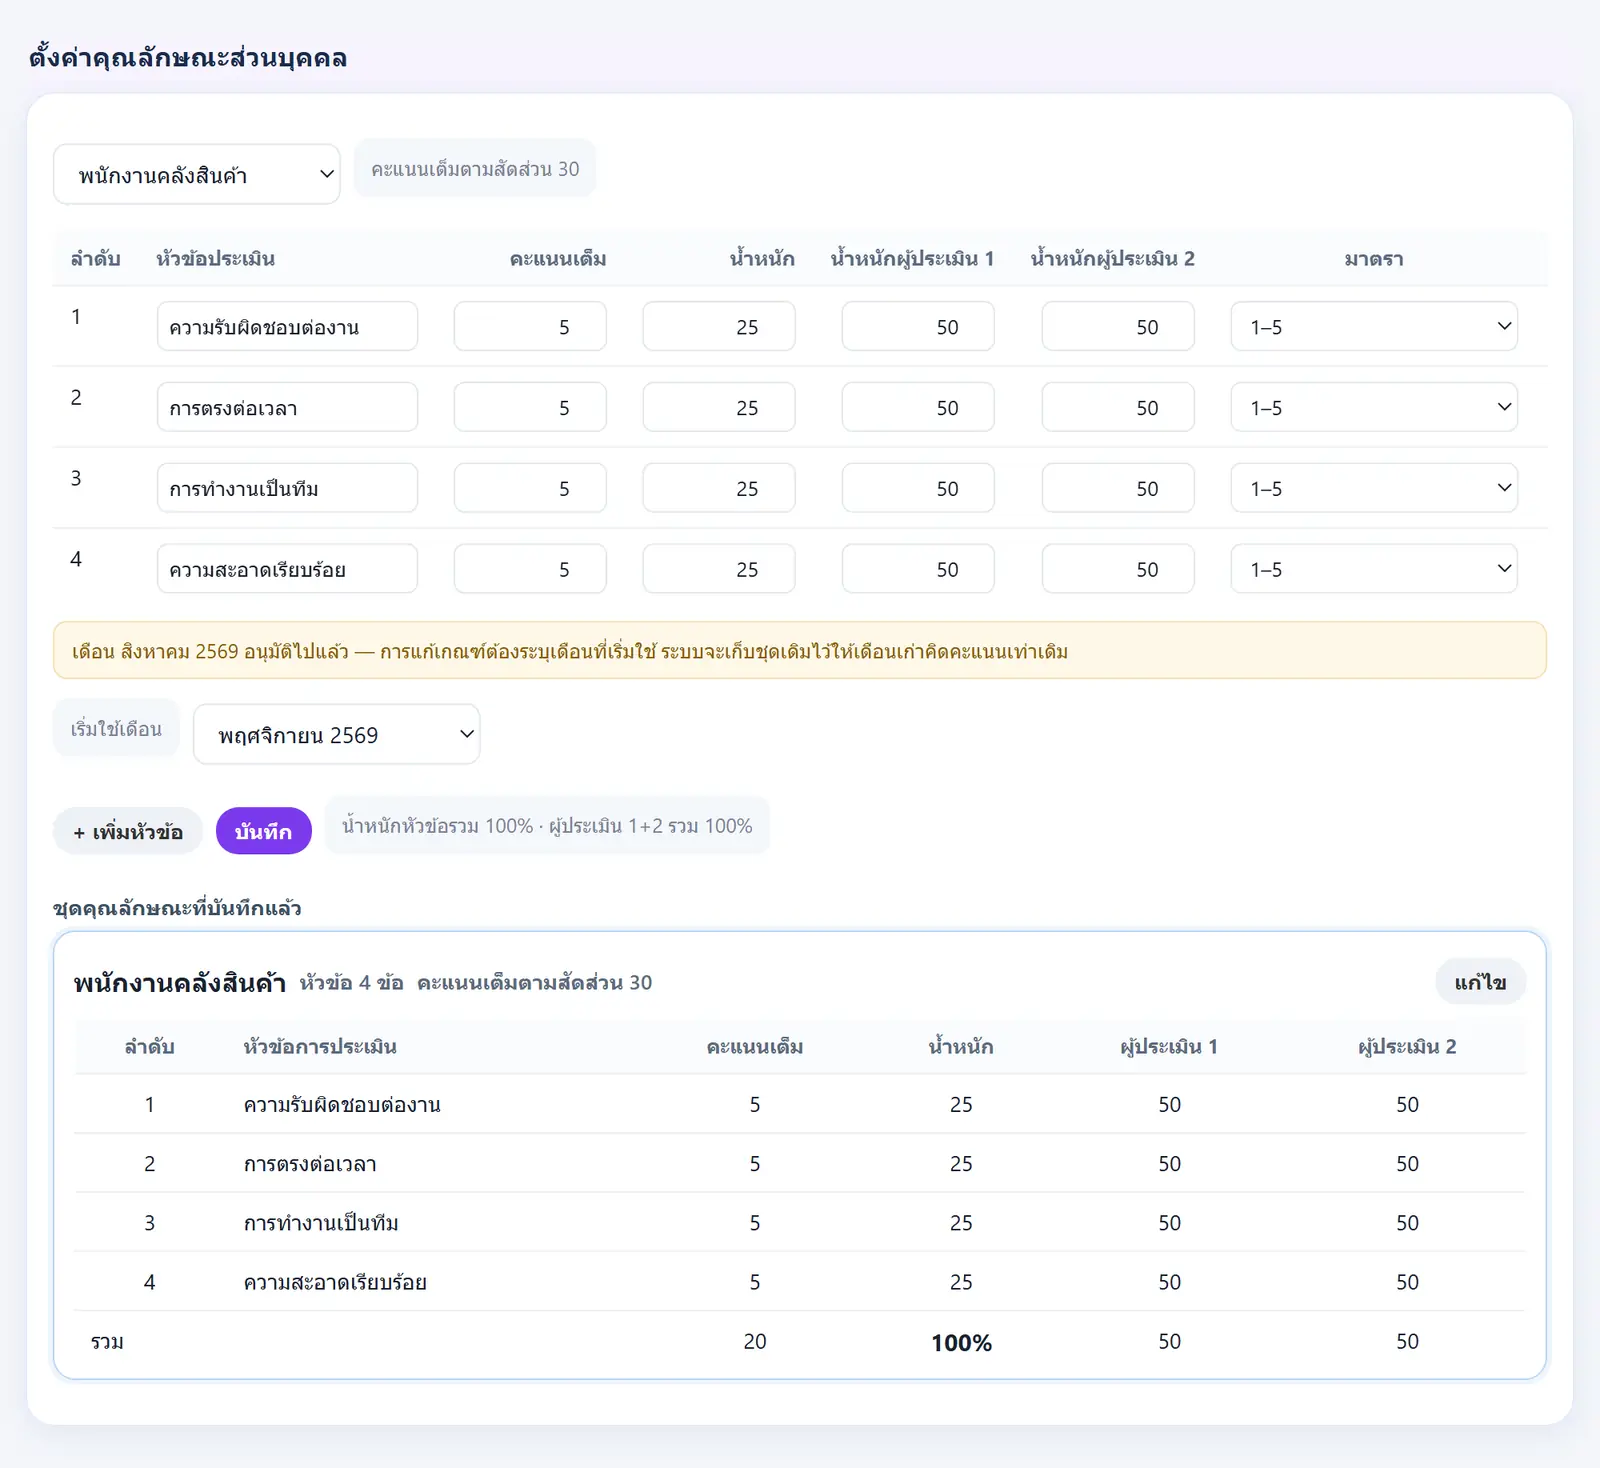 ตั้งค่าคุณลักษณะส่วนบุคคล
พนักงานคลังสินค้า คะแนนเต็มตามสัดส่วน 30
ลำดับ หัวข้อประเมิน คะแนนเต็ม น้ำหนัก น้ำหนักผู้ประเมิน 1 น้ำหนักผู้ประเมิน 2 มาตรา
1 ความรับผิดชอบต่องาน 5 25 50 50 1–5
2 การตรงต่อเวลา 5 25 50 50 1–5
3 การทำงานเป็นทีม 5 25 50 50 1–5
4 ความสะอาดเรียบร้อย 5 25 50 50 1–5
เดือน สิงหาคม 2569 อนุมัติไปแล้ว — การแก้เกณฑ์ต้องระบุเดือนที่เริ่มใช้ ระบบจะเก็บชุดเดิมไว้ให้เดือนเก่าคิดคะแนนเท่าเดิม
เริ่มใช้เดือน พฤศจิกายน 2569
+ เพิ่มหัวข้อ บันทึก น้ำหนักหัวข้อรวม 100% · ผู้ประเมิน 1+2 รวม 100%
ชุดคุณลักษณะที่บันทึกแล้ว
พนักงานคลังสินค้า หัวข้อ 4 ข้อ คะแนนเต็มตามสัดส่วน 30 แก้ไข
ลำดับ หัวข้อการประเมิน คะแนนเต็ม น้ำหนัก ผู้ประเมิน 1 ผู้ประเมิน 2
1 ความรับผิดชอบต่องาน 5 25 50 50
2 การตรงต่อเวลา 5 25 50 50
3 การทำงานเป็นทีม 5 25 50 50
4 ความสะอาดเรียบร้อย 5 25 50 50
รวม 20 100% 50 50